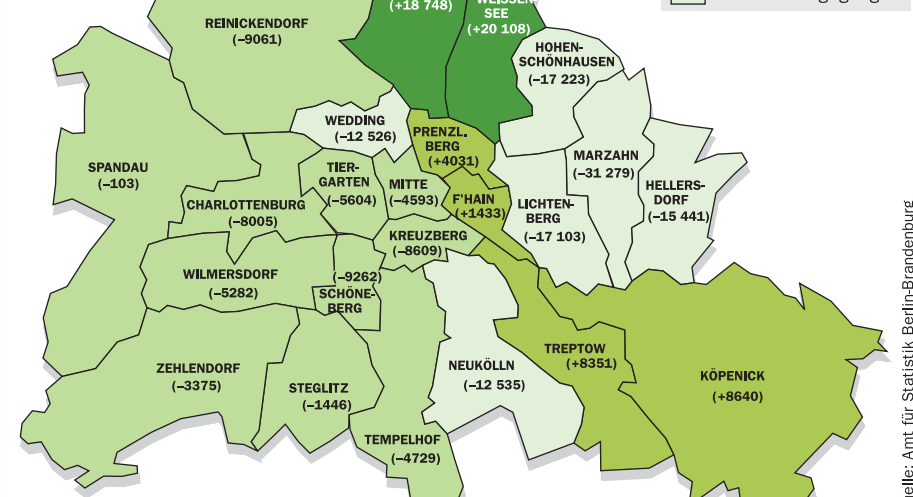 (+18 748)
WEISSEN-
SEE
(+20 108)
REINICKENDORF
(–9061)
HOHEN-
SCHÖNHAUSEN
(–17 223)
WEDDING
(–12 526)
PRENZL.
BERG
(+4031)
MARZAHN
(–31 279)
SPANDAU
(–103)
TIER-
GARTEN
(–5604)
MITTE
(–4593)
HELLERS-
DORF
(–15 441)
CHARLOTTENBURG
(–8005)
F'HAIN
(+1433)
LICHTEN-
BERG
(–17 103)
KREUZBERG
(–8609)
WILMERSDORF
(–5282)
(–9262)
SCHÖNE-
BERG
TREPTOW
(+8351)
ZEHLENDORF
(–3375)
NEUKÖLLN
(–12 535)
KÖPENICK
(+8640)
STEGLITZ
(–1446)
TEMPELHOF
(–4729)
elle: Amt für Statistik Berlin-Brandenburg